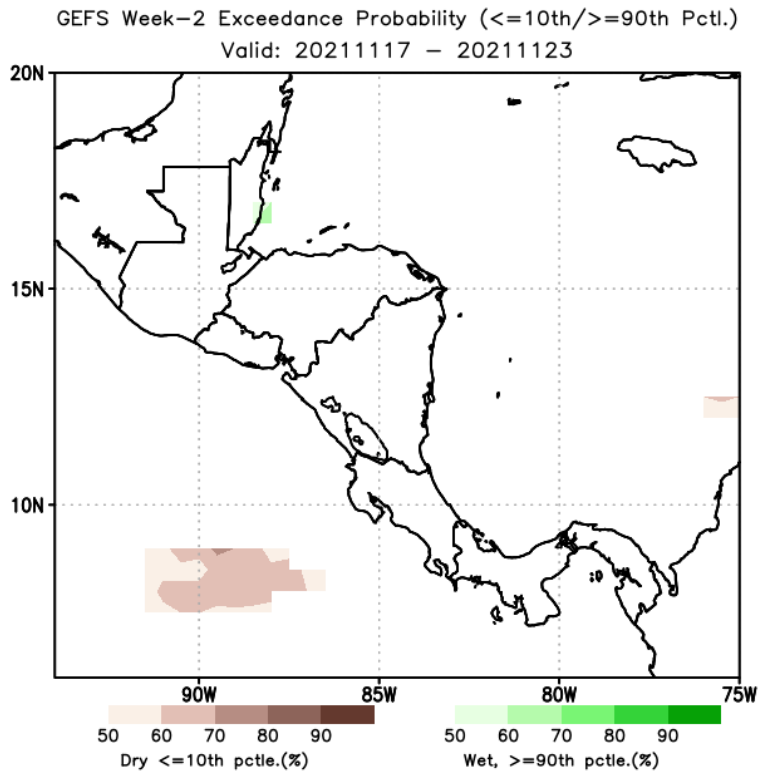 GEFS Week-2 Exceedance Probability (<=10th/>=90th Pctl.)
Valid: 20211117 - 20211123
20N
15N
10N
90W 85W 80W 75W
50 60 70 80 90 50 60 70 80 90
Dry <=10th pctle.(%) Wet, >=90th pctle.(%)